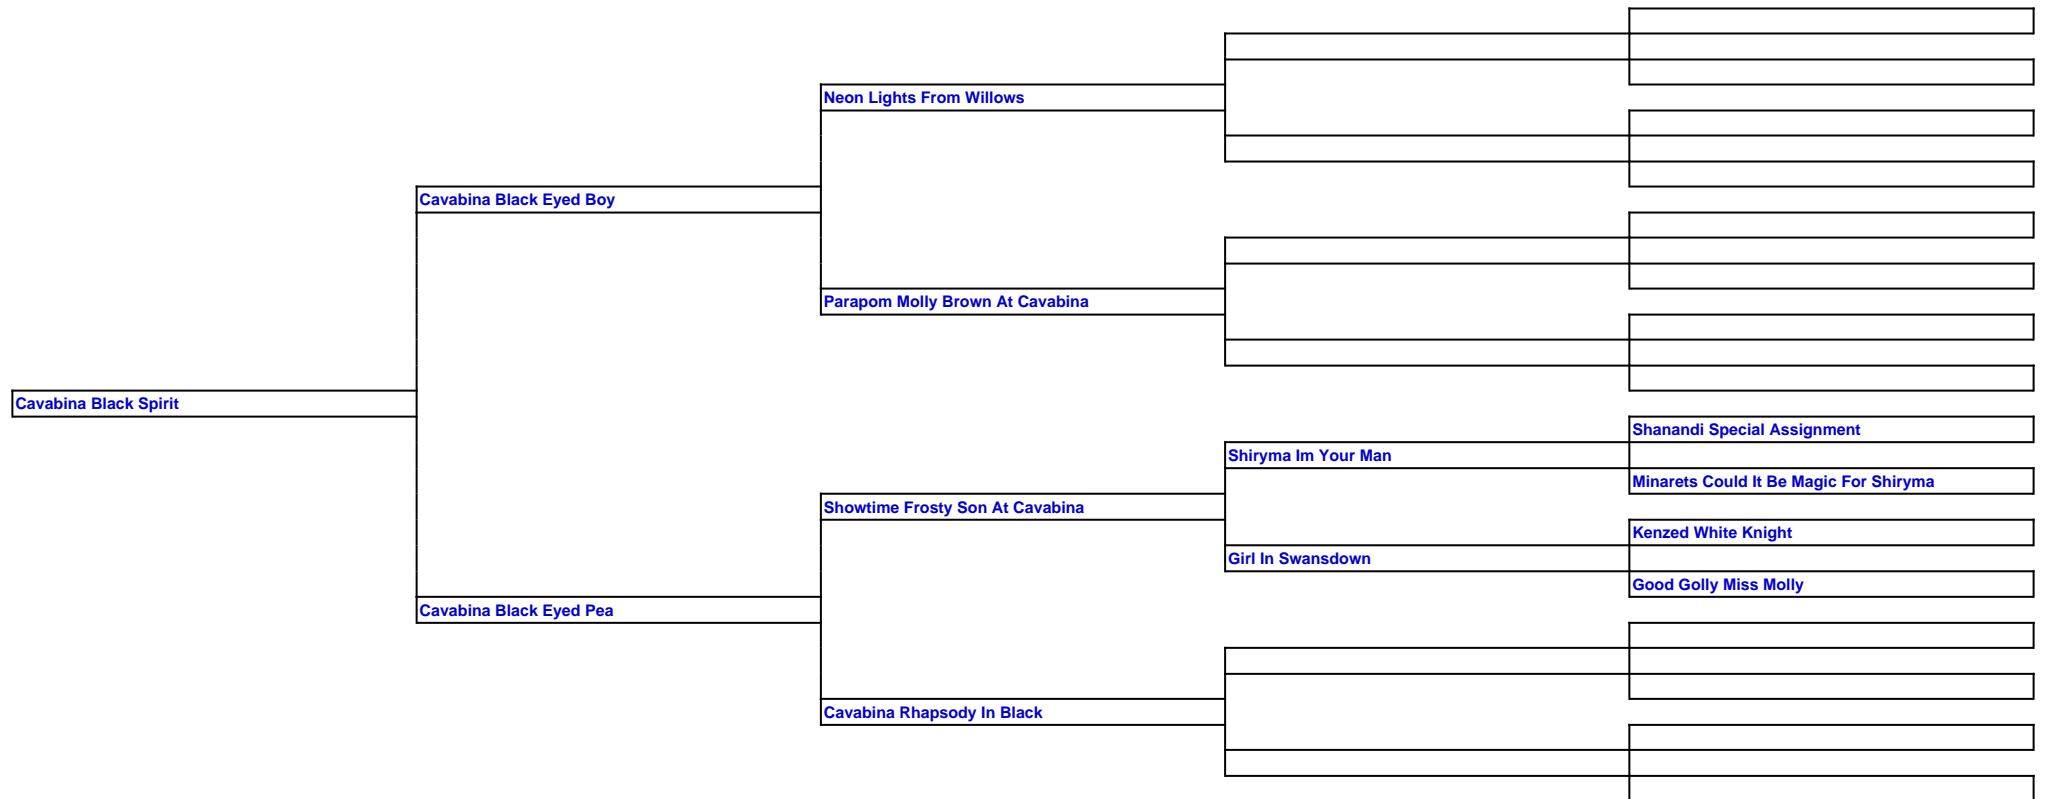 Neon Lights From Willows
Cavabina Black Eyed Boy
Parapom Molly Brown At Cavabina
Cavabina Black Spirit
Shanandi Special Assignment
Shiryma Im Your Man
Minarets Could It Be Magic For Shiryma
Showtime Frosty Son At Cavabina
Kenzed White Knight
Girl In Swansdown
Good Golly Miss Molly
Cavabina Black Eyed Pea
Cavabina Rhapsody In Black